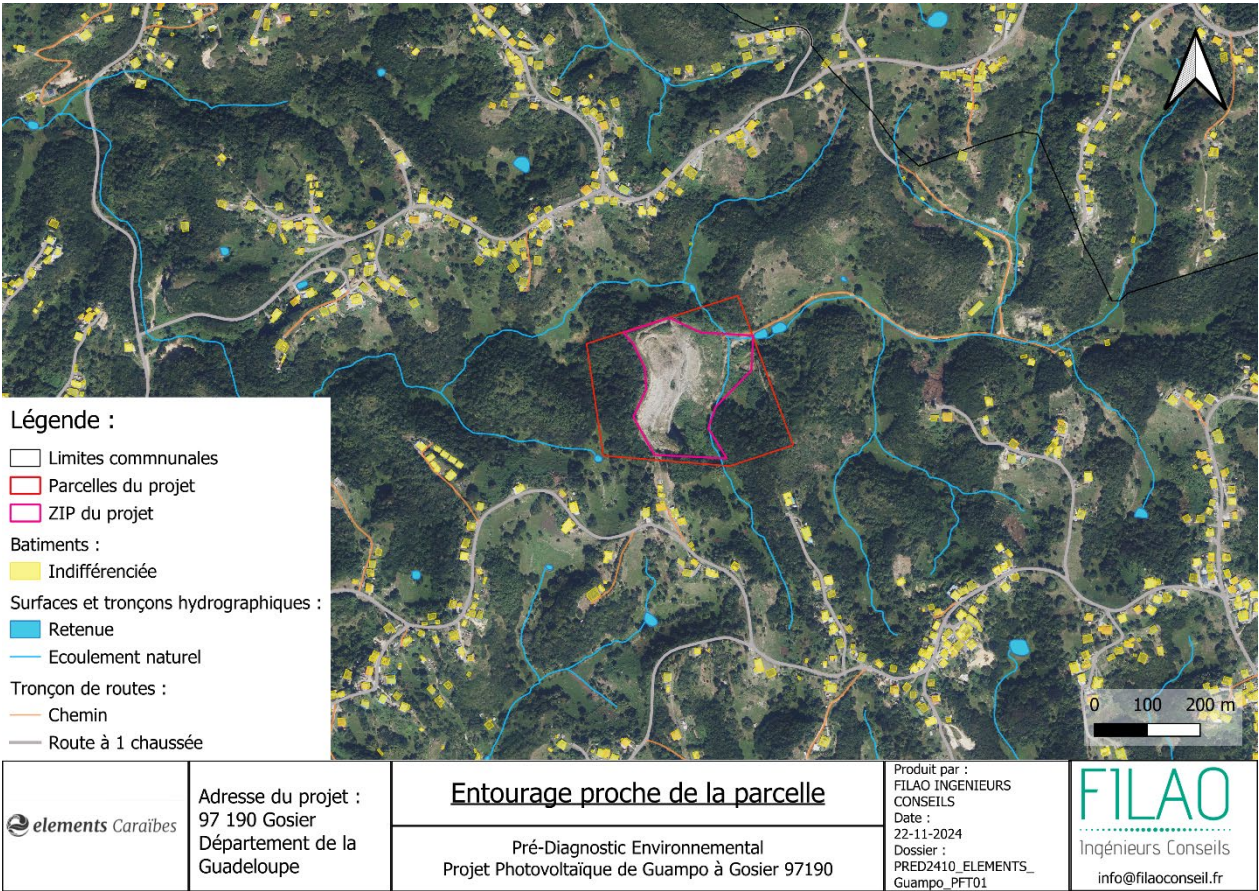 Légende :
Limites commnunales
Parcelles du projet
ZIP du projet
Batiments :
Indifférenciée
Surfaces et tronçons hydrographiques :
Retenue
Ecoulement naturel
Tronçon de routes :
Chemin
Route à 1 chaussée
0 100 200 m
elements Caraïbes
Adresse du projet :
97 190 Gosier
Département de la
Guadeloupe
Entourage proche de la parcelle
Pré-Diagnostic Environnemental
Projet Photovoltaïque de Guampo à Gosier 97190
Produit par :
FILAO INGENIEURS
CONSEILS
Date :
22-11-2024
Dossier :
PRED2410_ELEMENTS_
Guampo_PFT01
FILAO
Ingénieurs Conseils
info@filaoconseil.fr